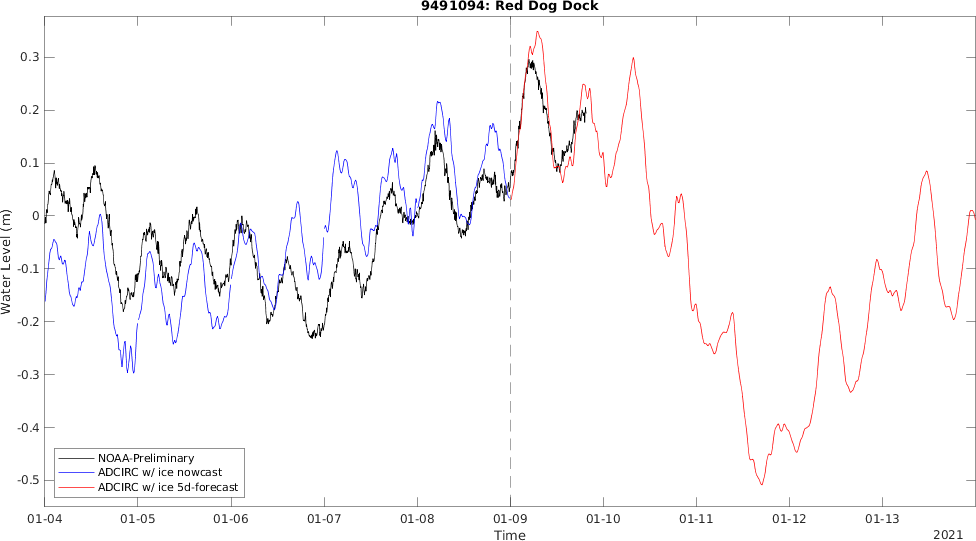 9491094: Red Dog Dock
0.3
0.2
0.1
0
-0.1
-0.2
-0.3
-0.4
-0.5
Water Level (m)
NOAA-Preliminary
ADCIRC w/ ice nowcast
ADCIRC w/ ice 5d-forecast
01-04 01-05 01-06 01-07 01-08 01-09 01-10 01-11 01-12 01-13
Time
2021